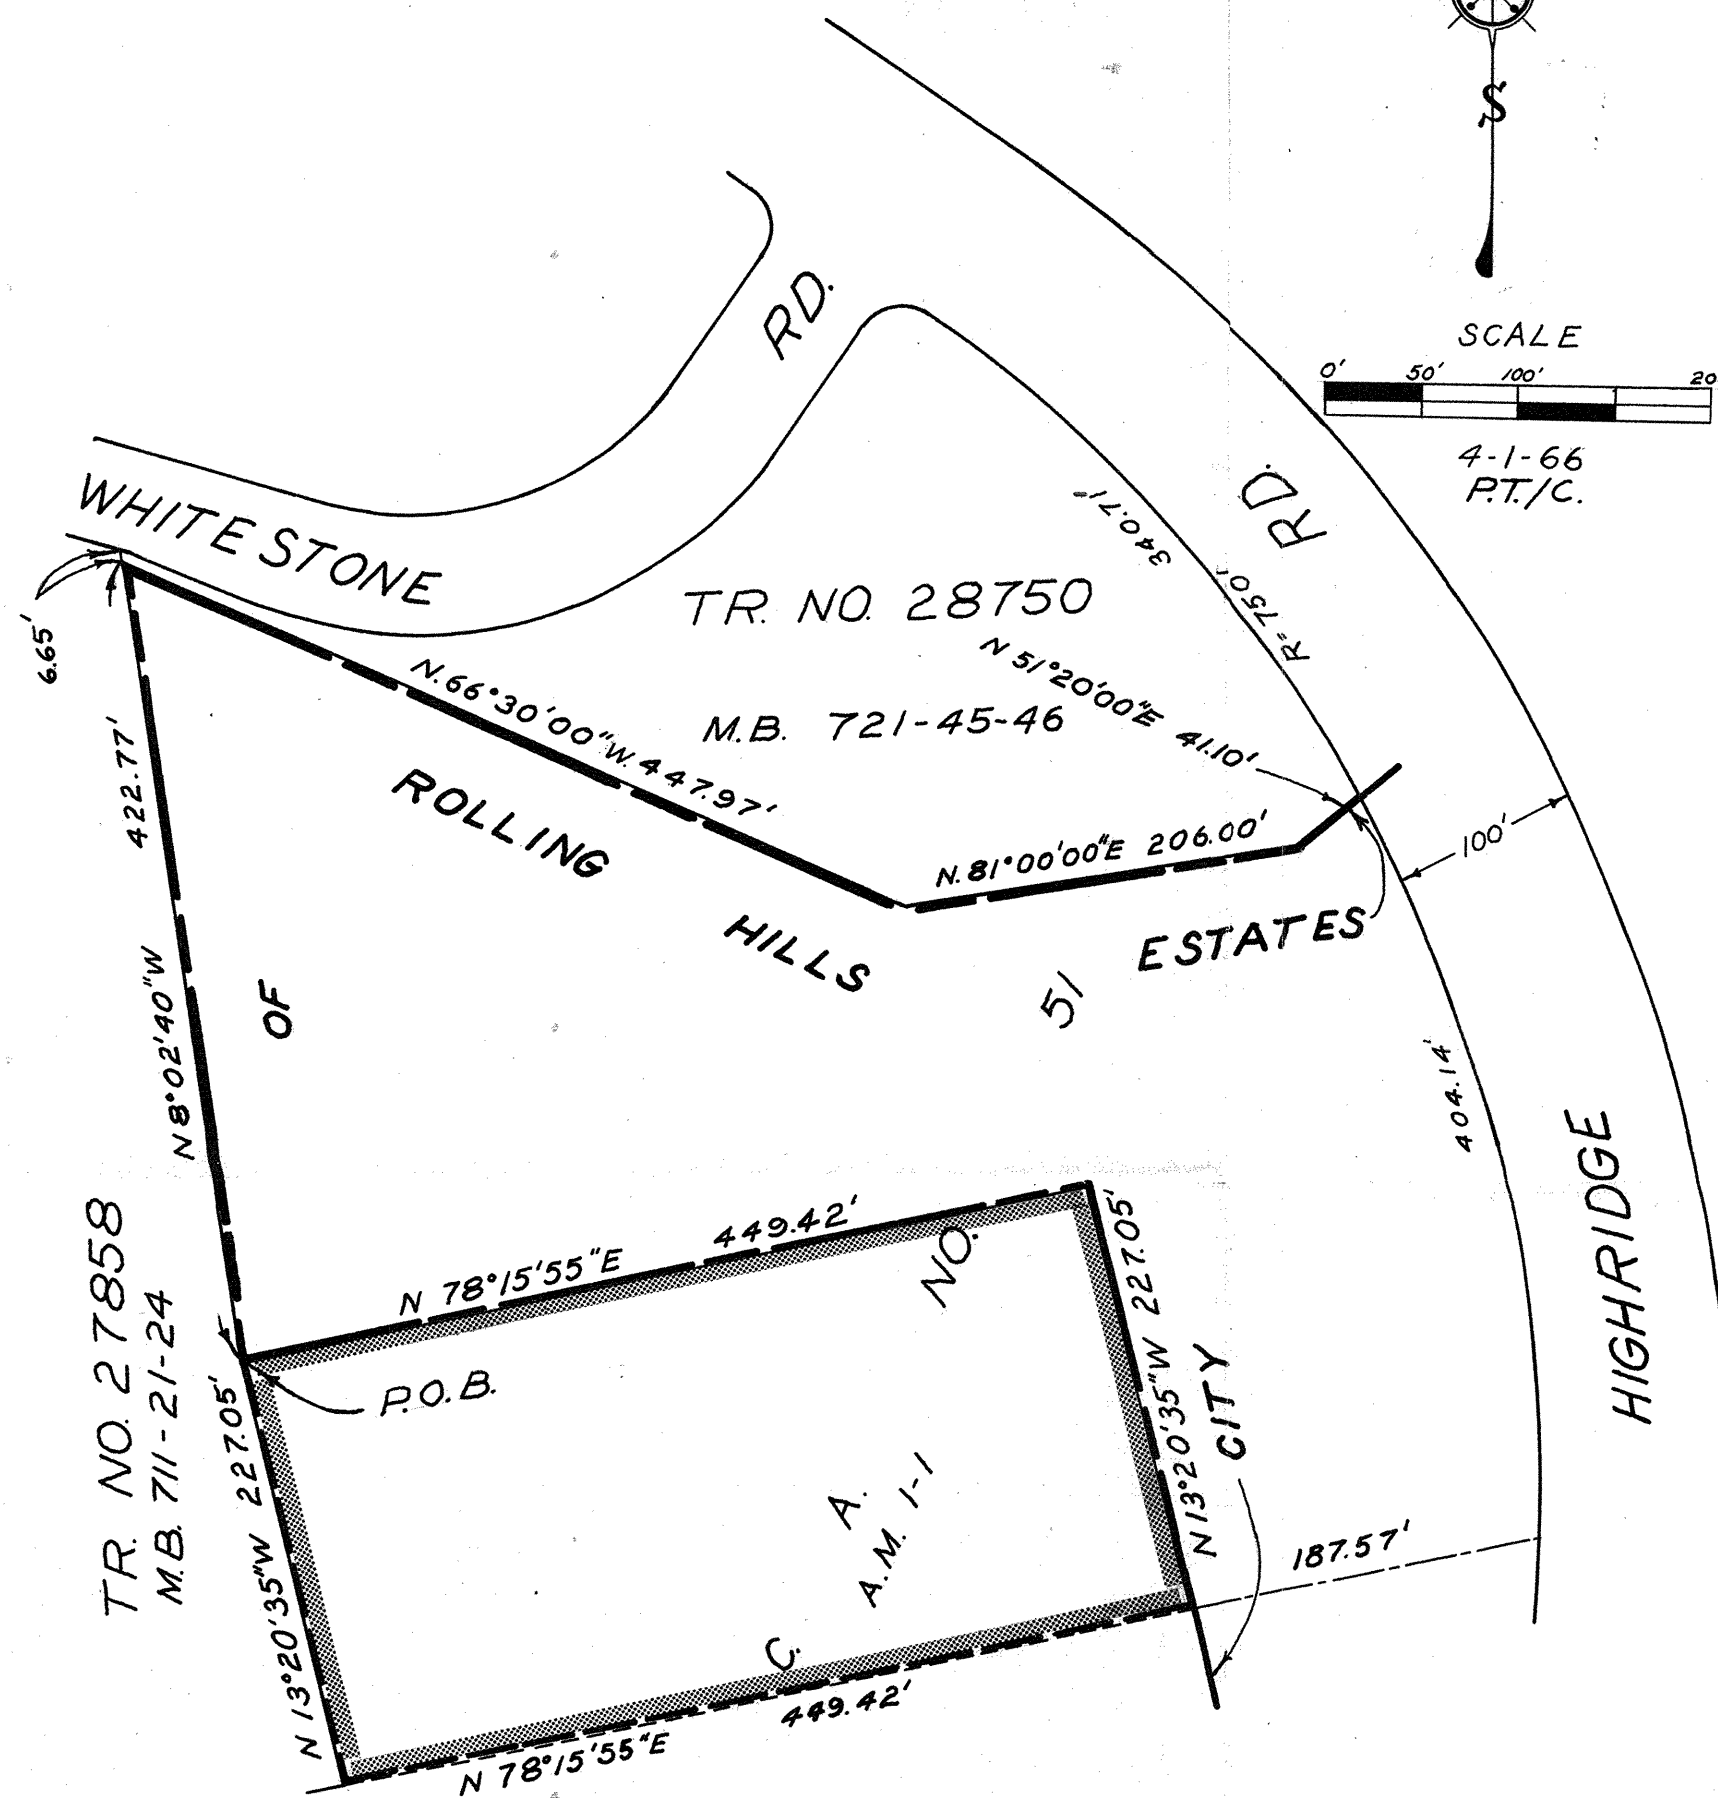 S
SCALE
0' 50' 100' 20
4-1-66
P.T./C.
RD.
WHITESTONE
6.65'
RD.
340.71'
R=750'
TR. NO. 28750
N 51°20'00"E 41.10'
M.B. 721-45-46
N.66°30'00"W. 447.97'
422.77'
ROLLING
HILLS
N.81°00'00"E 206.00'
ESTATES
100'
51
OF
N8°02'40"W
404.14'
HIGHRIDGE
TR. NO. 27858
M.B. 711-21-24
N 78°15'55"E 449.42'
NO.
N13°20'35"W 227.05'
CITY
P.O.B.
N 13°20'35"W 227.05'
A.
A.M. 1-1
187.57'
C.
N 78°15'55"E 449.42'